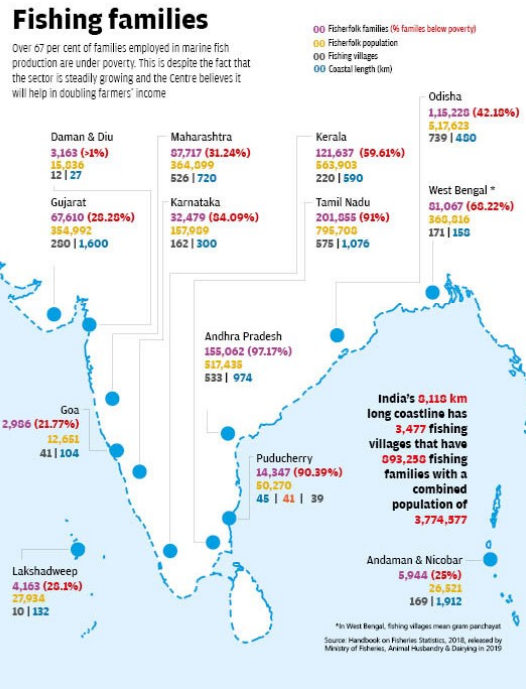 Fishing families
Over 67 per cent of families employed in marine fish
production are under poverty. This is despite the fact that
the sector is steadily growing and the Centre believes it
will help in doubling farmers' income
00 Fisherfolk families (% familes below poverty)
00 Fisherfolk population
00 Fishing villages
00 Coastal length (km)
Odisha
1,15,228 (42.18%)
5,17,623
739 | 480
Daman & Diu
3,163 (>1%)
15,836
12 | 27
Maharashtra
87,717 (31.24%)
364,899
526 | 720
Kerala
121,637 (59.61%)
563,903
220 | 590
West Bengal *
81,067 (68.22%)
368,816
171 | 158
Gujarat
67,610 (28.28%)
354,992
280 | 1,600
Karnataka
32,479 (84.09%)
157,989
162 | 300
Tamil Nadu
201,855 (91%)
795,708
575 | 1,076
Andhra Pradesh
155,062 (97.17%)
517,435
533 | 974
Goa
2,986 (21.77%)
12,651
41 | 104
Puducherry
14,347 (90.39%)
50,270
45 | 41 | 39
India's 8,118 km
long coastline has
3,477 fishing
villages that have
893,258 fishing
families with a
combined
population of
3,774,577
Lakshadweep
4,163 (28.1%)
27,934
10 | 132
Andaman & Nicobar
5,944 (25%)
26,521
169 | 1,912
*In West Bengal, fishing villages mean gram panchayat
Source: Handbook on Fisheries Statistics, 2018, released by
Ministry of Fisheries, Animal Husbandry & Dairying in 2019